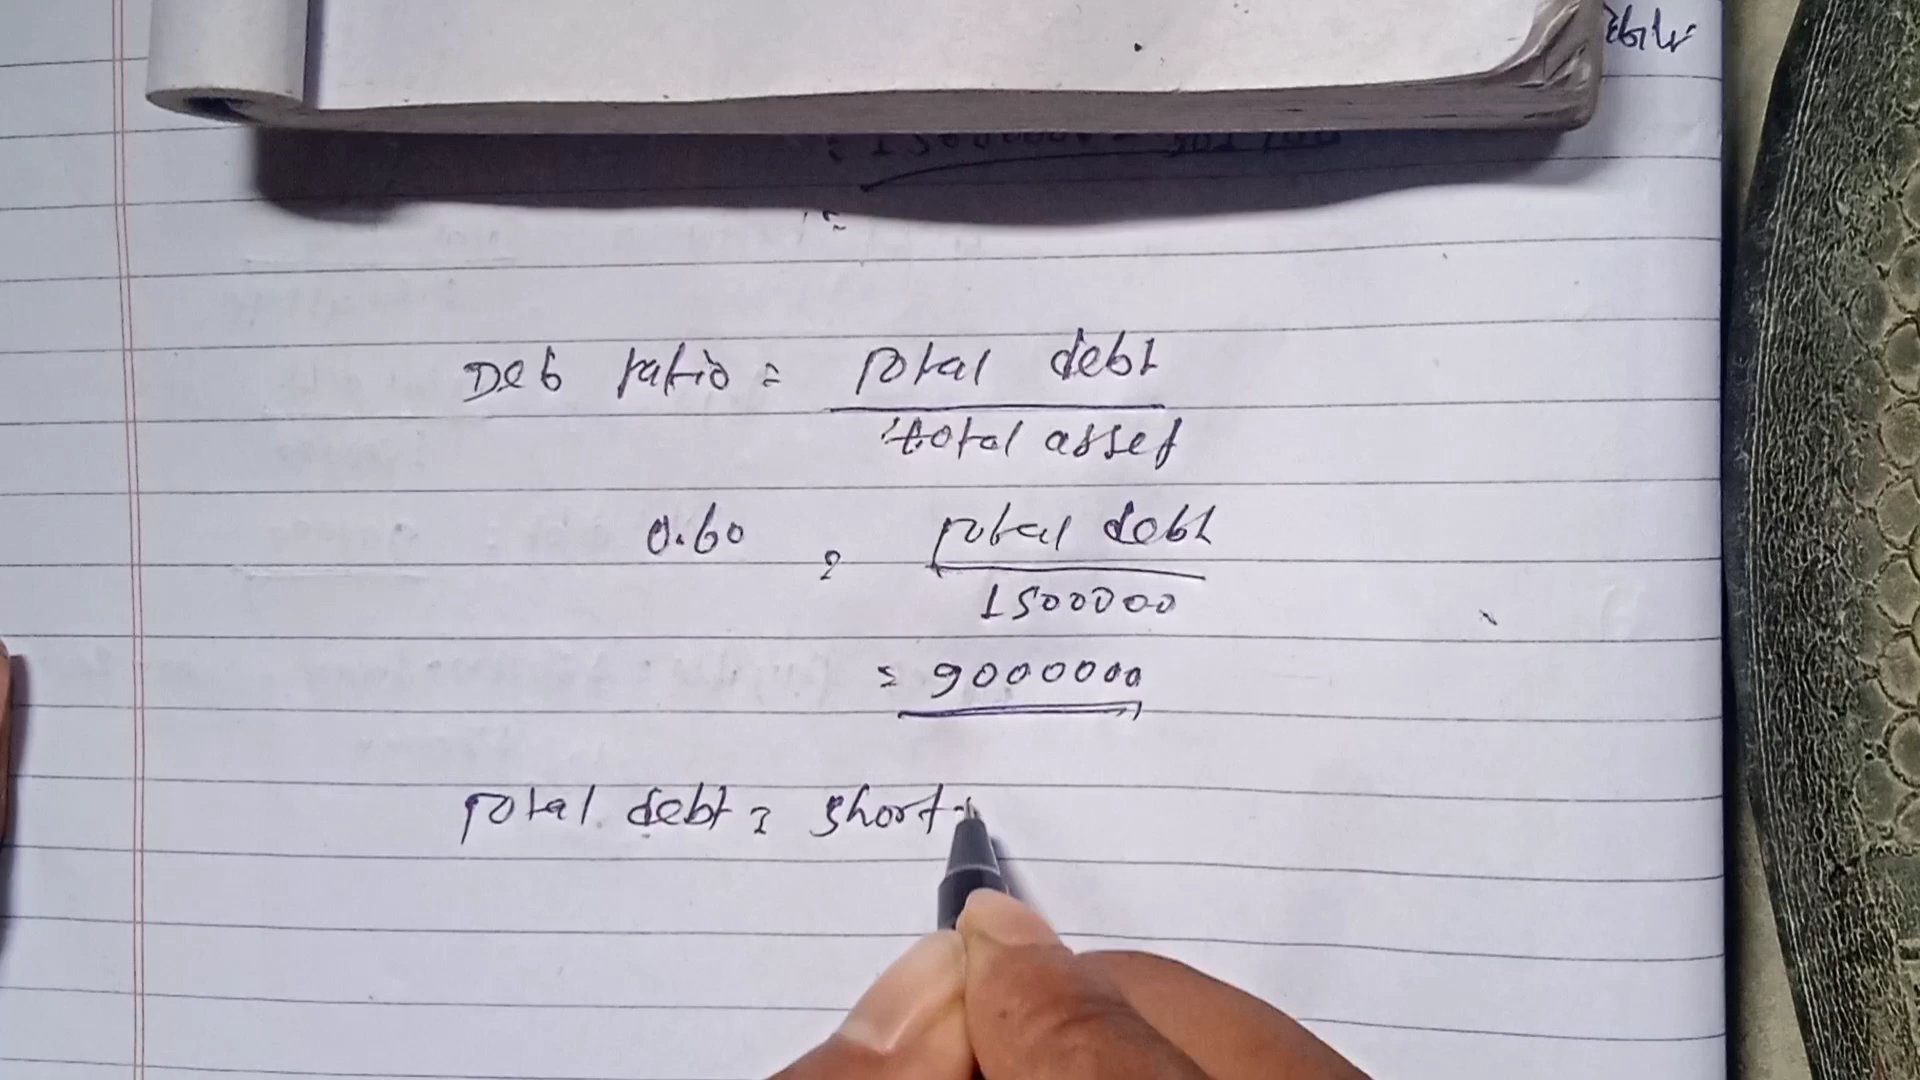 Deb ratio = total debt
total asset
0.60 = total debt
1500000
= 9000000
total debt = short-